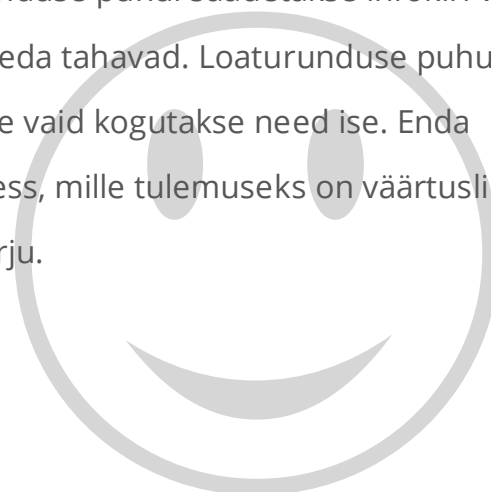 eda tahavad. Loaturunduse puhu
e vaid kogutakse need ise. Enda
ess, mille tulemuseks on väärtusli
rju.